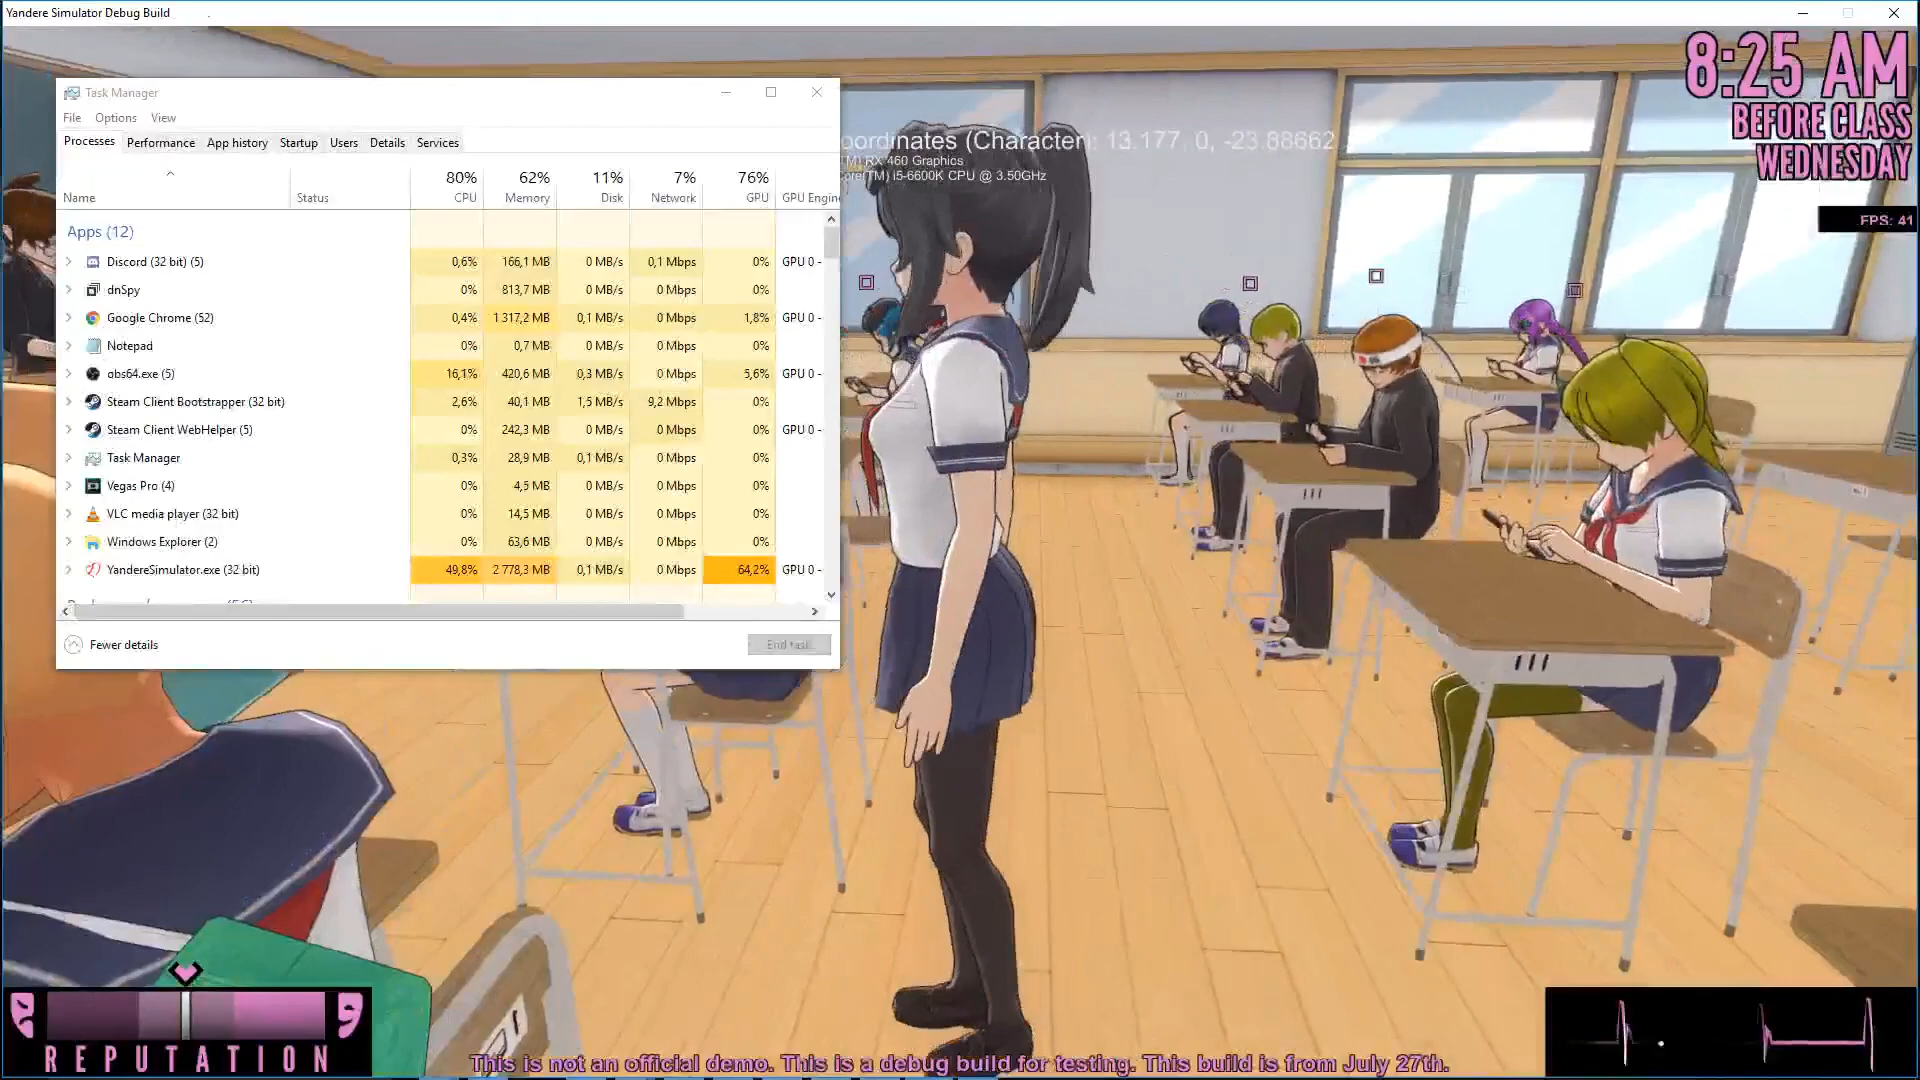 Yandere Simulator Debug Build
8:25 AM
BEFORE CLASS
WEDNESDAY
FPS: 41
oordinates (Character): 13.177, 0, -23.88662
(TM) RX 460 Graphics
Core(TM) i5-6600K CPU @ 3.50GHz
Task Manager
File Options View
Processes Performance App history Startup Users Details Services
80% 62% 11% 7% 76%
Name Status CPU Memory Disk Network GPU GPU Engine
Apps (12)
Discord (32 bit) (5) 0,6% 166,1 MB 0 MB/s 0,1 Mbps 0% GPU 0 -
dnSpy 0% 813,7 MB 0 MB/s 0 Mbps 0%
Google Chrome (52) 0,4% 1 317,2 MB 0,1 MB/s 0 Mbps 1,8% GPU 0 -
Notepad 0% 0,7 MB 0 MB/s 0 Mbps 0%
obs64.exe (5) 16,1% 420,6 MB 0,3 MB/s 0 Mbps 5,6% GPU 0 -
Steam Client Bootstrapper (32 bit) 2,6% 40,1 MB 1,5 MB/s 9,2 Mbps 0%
Steam Client WebHelper (5) 0% 242,3 MB 0 MB/s 0 Mbps 0% GPU 0 -
Task Manager 0,3% 28,9 MB 0,1 MB/s 0 Mbps 0%
Vegas Pro (4) 0% 4,5 MB 0 MB/s 0 Mbps 0%
VLC media player (32 bit) 0% 14,5 MB 0 MB/s 0 Mbps 0%
Windows Explorer (2) 0% 63,6 MB 0 MB/s 0 Mbps 0%
YandereSimulator.exe (32 bit) 49,8% 2 778,3 MB 0,1 MB/s 0 Mbps 64,2% GPU 0 -
Fewer details
End task
REPUTATION
This is not an official demo. This is a debug build for testing. This build is from July 27th.